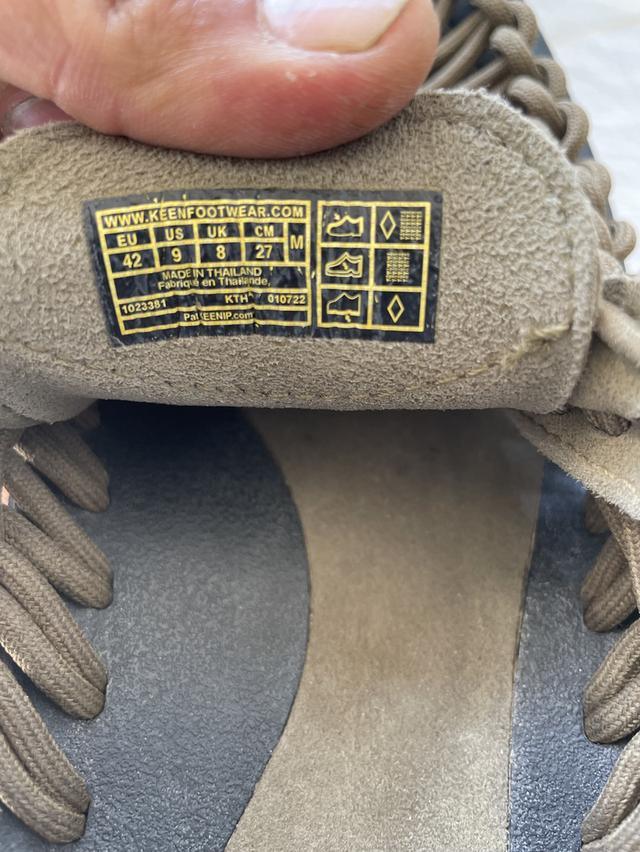 WWW.KEENFOOTWEAR.COM
EU US UK CM M
42 9 8 27
MADE IN THAILAND
Fabriqué en Thaïlande,
1023381 KTH 010722
Pat KEENIP.com